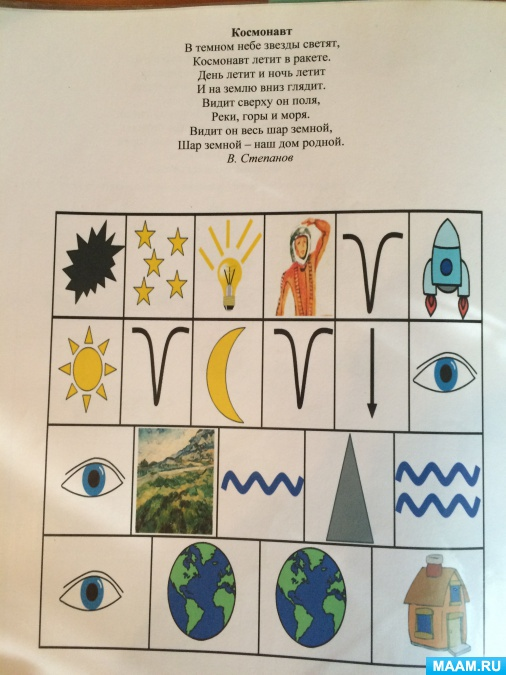 Космонавт
В темном небе звезды светят,
Космонавт летит в ракете.
День летит и ночь летит
И на землю вниз глядит.
Видит сверху он поля,
Реки, горы и моря.
Видит он весь шар земной,
Шар земной – наш дом родной.
В. Степанов
MAAM.RU